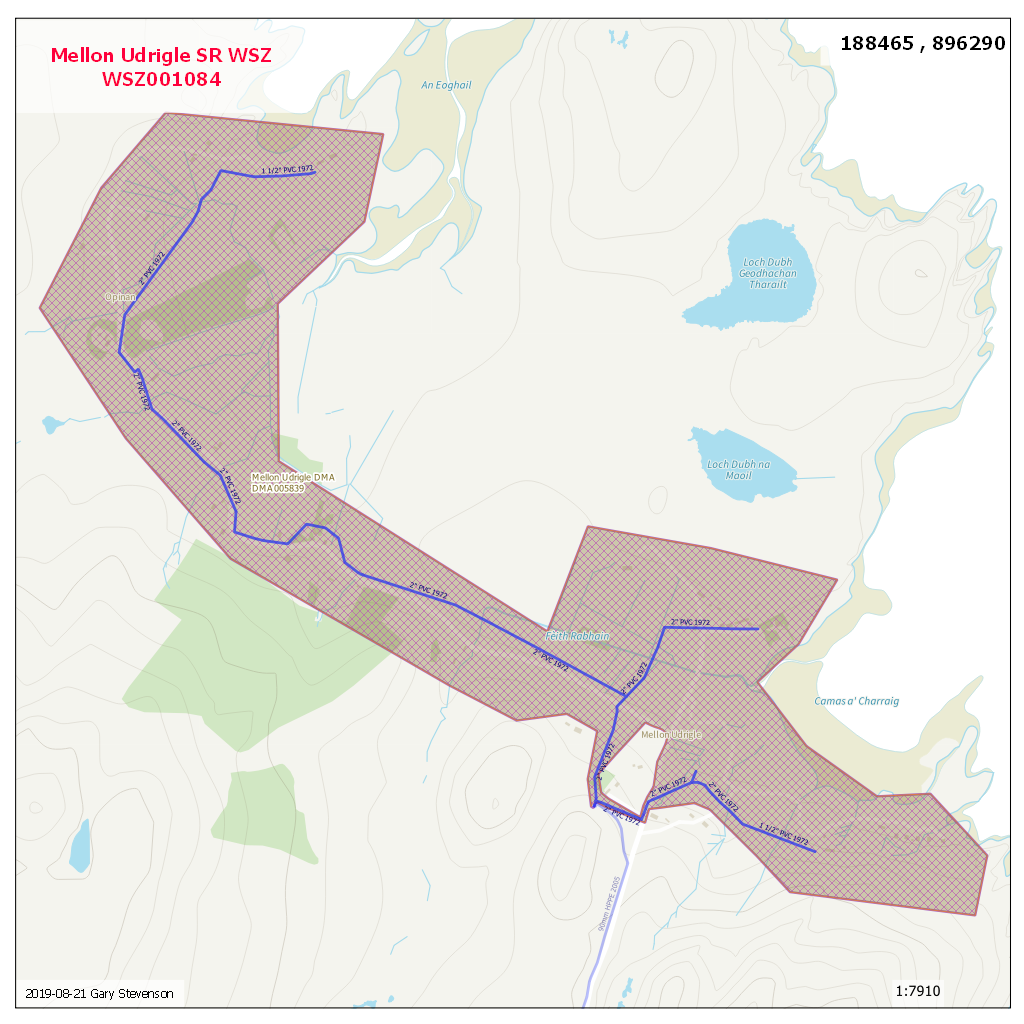 Mellon Udrigle SR WSZ
WSZ001084
188465 , 896290
An Eoghail
1 1/2" PVC 1972
2" PVC 1972
Opinan
Loch Dubh
Geodhachan
Tharailt
2" PVC 1972
2" PVC 1972
2" PVC 1972
Mellon Udrigle DMA
DMA005839
Loch Dubh na
Maoil
2" PVC 1972
2" PVC 1972
Fèith Rabhain
2" PVC 1972
2" PVC 1972
Camas a' Charraig
Mellon Udrigle
2" PVC 1972
2" PVC 1972
2" PVC 1972
2" PVC 1972
1 1/2" PVC 1972
90mm HPPE 2005
2019-08-21 Gary Stevenson
1:7910